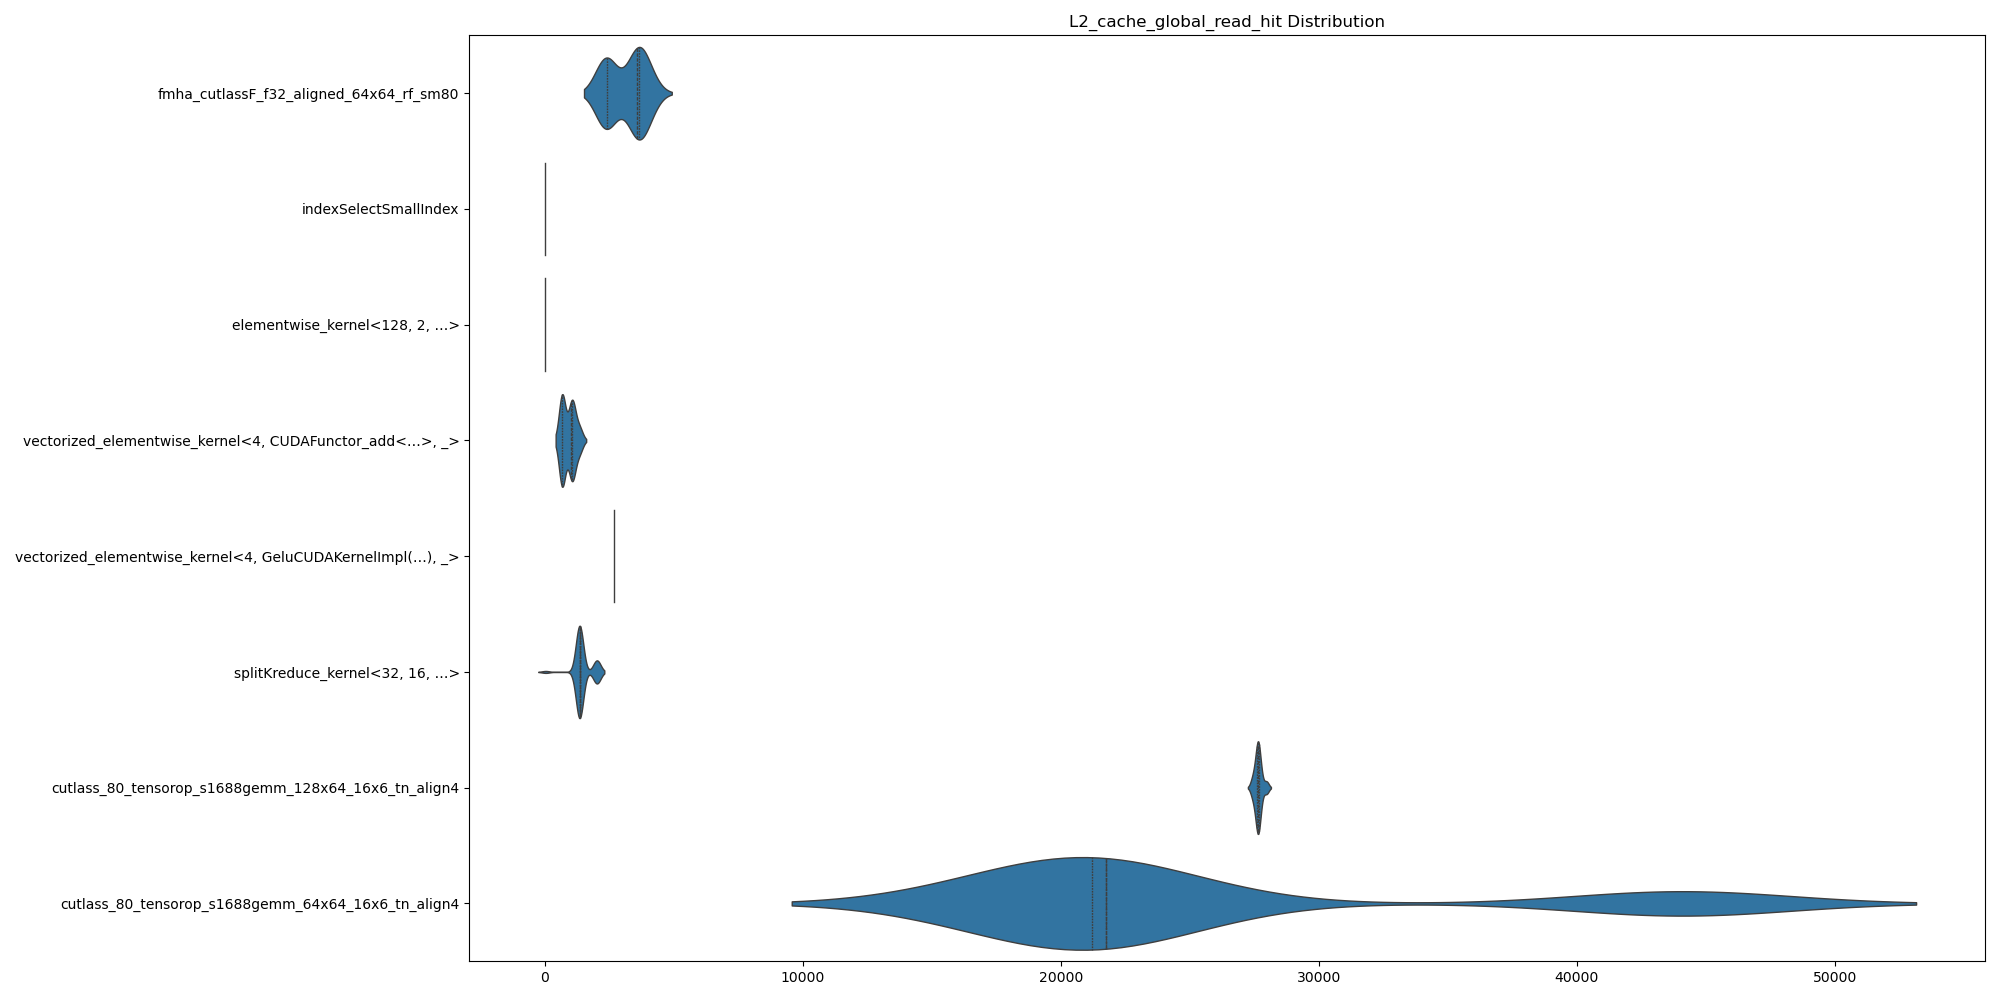 L2_cache_global_read_hit Distribution
fmha_cutlassF_f32_aligned_64x64_rf_sm80
indexSelectSmallIndex
elementwise_kernel<128, 2, ...>
vectorized_elementwise_kernel<4, CUDAFunctor_add<...>, _>
vectorized_elementwise_kernel<4, GeluCUDAKernelImpl(...), _>
splitKreduce_kernel<32, 16, ...>
cutlass_80_tensorop_s1688gemm_128x64_16x6_tn_align4
cutlass_80_tensorop_s1688gemm_64x64_16x6_tn_align4
0 10000 20000 30000 40000 50000